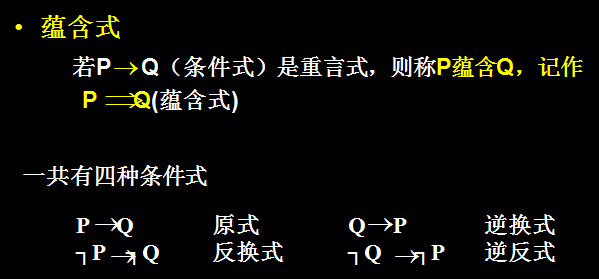 • 蕴含式
若P→Q（条件式）是重言式，则称P蕴含Q，记作
P⟹Q(蕴含式)
一共有四种条件式
P→Q 原式 Q→P 逆换式
┐P→┐Q 反换式 ┐Q→┐P 逆反式